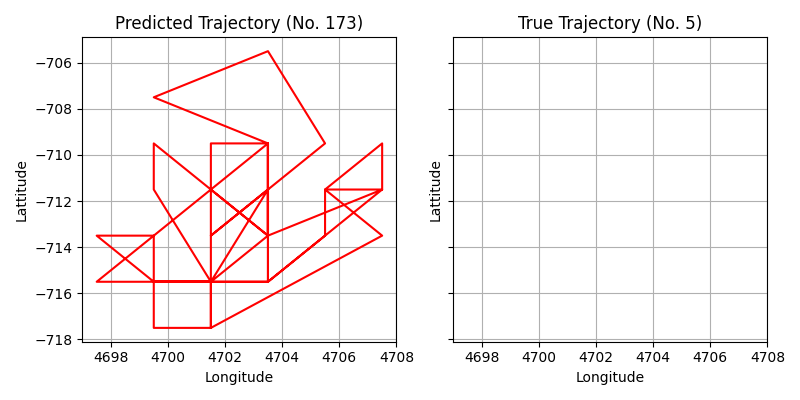 Predicted Trajectory (No. 173)
True Trajectory (No. 5)
−706
−708
−710
−712
−714
−716
−718
Lattitude
Lattitude
4698 4700 4702 4704 4706 4708
4698 4700 4702 4704 4706 4708
Longitude
Longitude